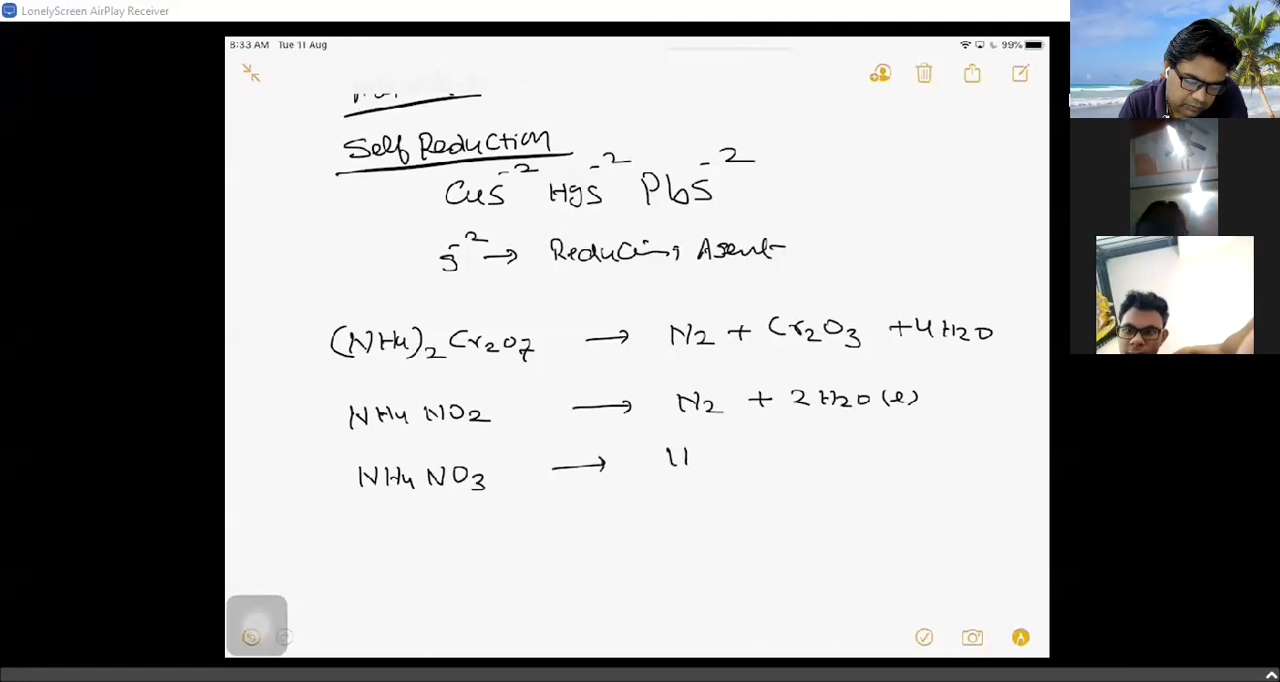 LonelyScreen AirPlay Receiver
8:33 AM Tue 11 Aug
99%
Self Reduction
CuS⁻² HgS⁻² PbS⁻²
S⁻² → Reducing Agent
(NH4)2Cr2O7 → N2 + Cr2O3 + 4H2O
NH4NO2 → N2 + 2H2O(l)
NH4NO3 →